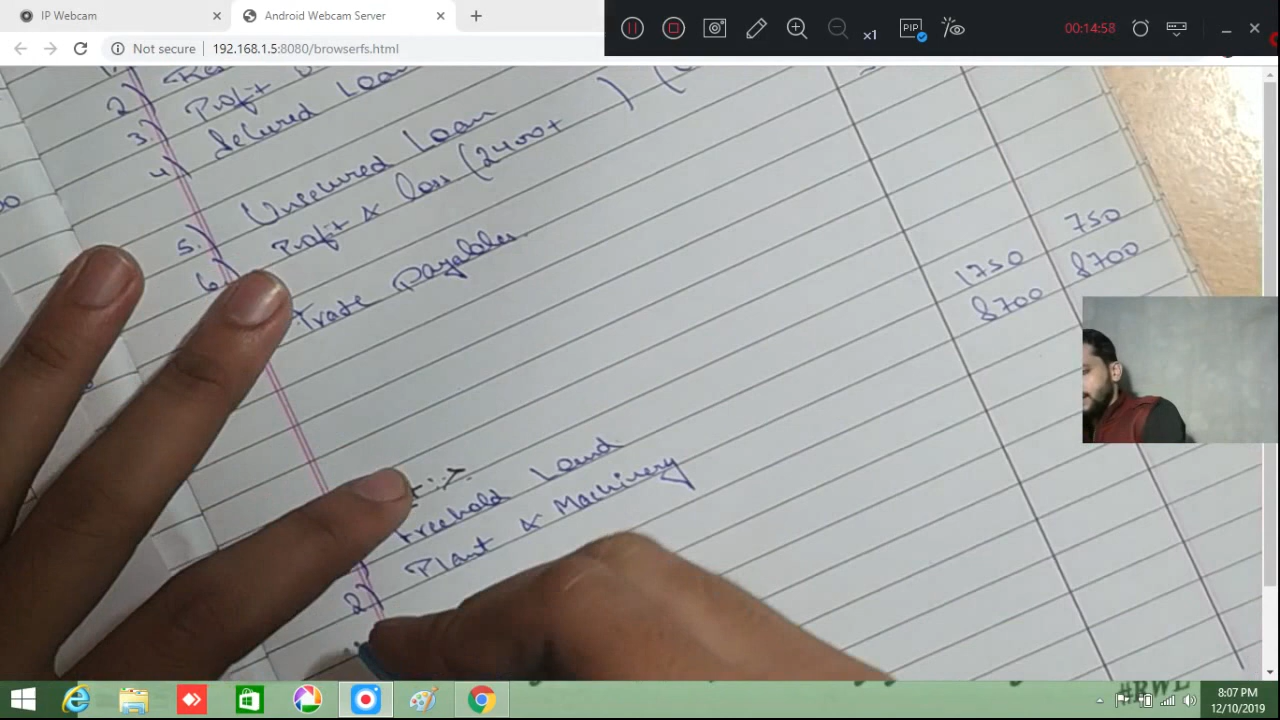 IP Webcam
Android Webcam Server
Not secure
192.168.1.5:8080/browserfs.html
x1
PIP
00:14:58
2)
3)
Profit
4)
Secured Loan
5.)
Unsecured Loan
6)
Profit & loss (2400+
Trade Payables
1750 750
8700 8700
Freehold Land
2) Plant & Machinery
8:07 PM
12/10/2019